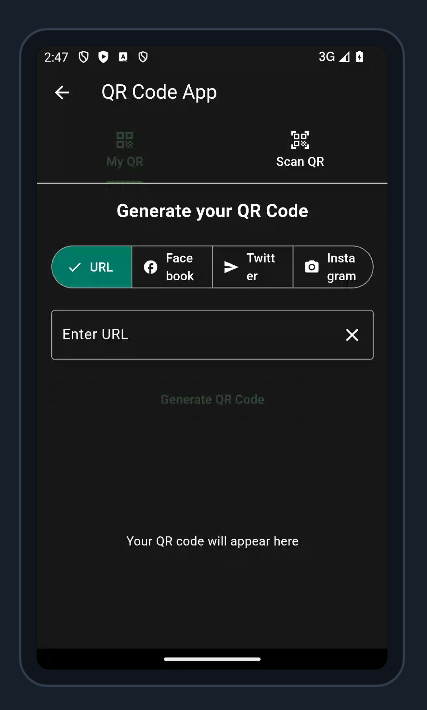 2:47 3G
QR Code App
My QR Scan QR
Generate your QR Code
URL
Face
book
Twitt
er
Insta
gram
Enter URL
Generate QR Code
Your QR code will appear here